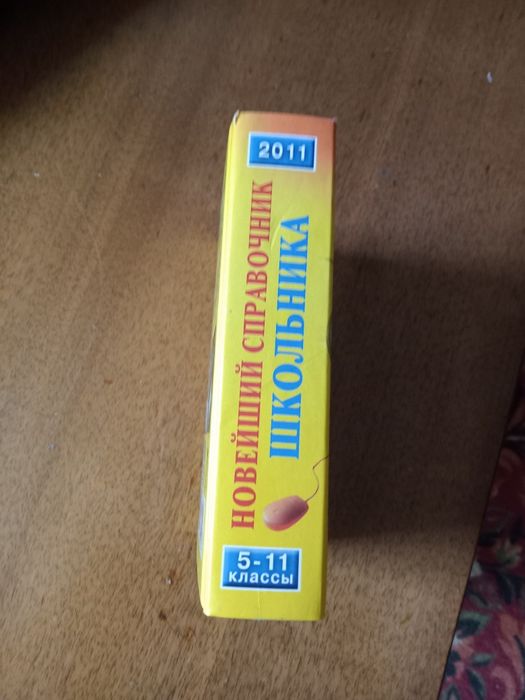 2011
НОВЕЙШИЙ СПРАВОЧНИК
ШКОЛЬНИКА
5-11
классы